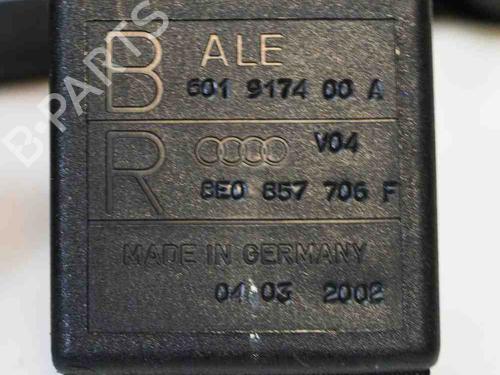 B ALE
601 9174 00 A
R V04
8E0 857 706 F
MADE IN GERMANY
04 03 2002
B-PARTS